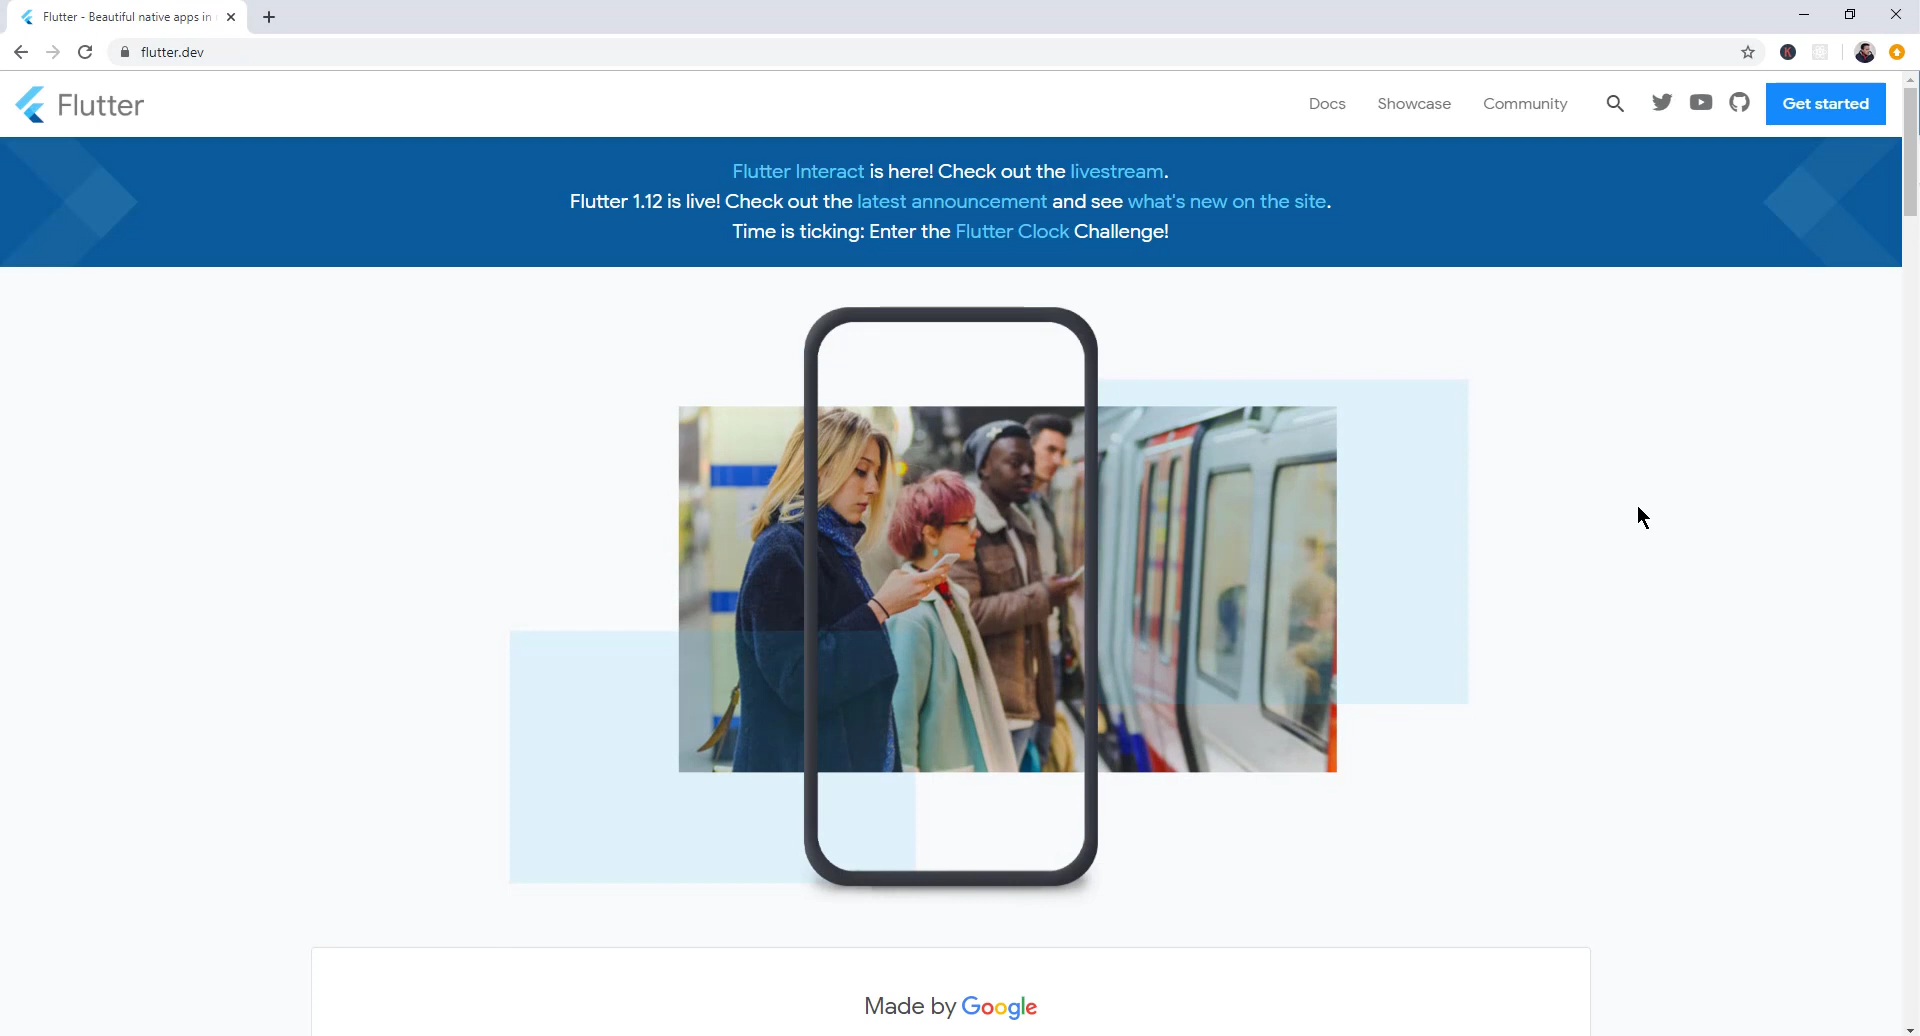 Flutter - Beautiful native apps in
flutter.dev
K
Flutter
Docs
Showcase
Community
Get started
Flutter Interact is here! Check out the livestream.
Flutter 1.12 is live! Check out the latest announcement and see what's new on the site.
Time is ticking: Enter the Flutter Clock Challenge!
Made by Google